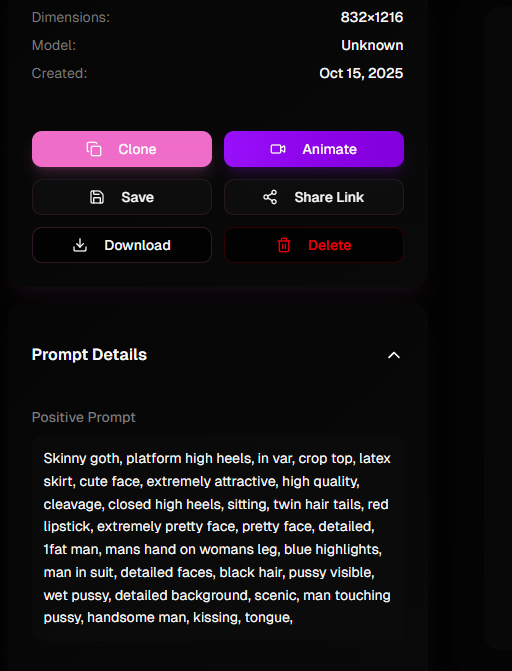 Dimensions: 832×1216
Model: Unknown
Created: Oct 15, 2025
Clone Animate
Save Share Link
Download Delete
Prompt Details
Positive Prompt
Skinny goth, platform high heels, in var, crop top, latex
skirt, cute face, extremely attractive, high quality,
cleavage, closed high heels, sitting, twin hair tails, red
lipstick, extremely pretty face, pretty face, detailed,
1fat man, mans hand on womans leg, blue highlights,
man in suit, detailed faces, black hair, pussy visible,
wet pussy, detailed background, scenic, man touching
pussy, handsome man, kissing, tongue,